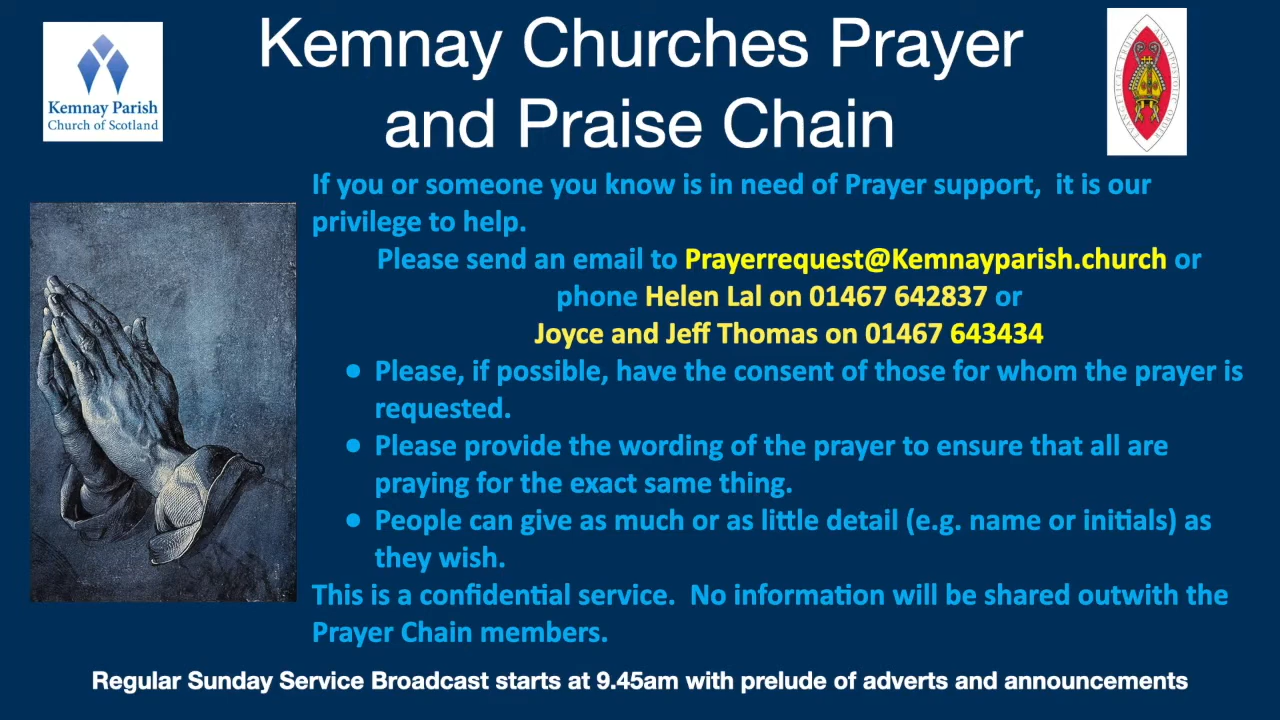 Kemnay Churches Prayer
and Praise Chain
Kemnay Parish
Church of Scotland
EVANGELICAL TRUTH AND APOSTOLIC ORDER
If you or someone you know is in need of Prayer support,  it is our
privilege to help.
Please send an email to Prayerrequest@Kemnayparish.church or
phone Helen Lal on 01467 642837 or
Joyce and Jeff Thomas on 01467 643434
● Please, if possible, have the consent of those for whom the prayer is
requested.
● Please provide the wording of the prayer to ensure that all are
praying for the exact same thing.
● People can give as much or as little detail (e.g. name or initials) as
they wish.
This is a confidential service.  No information will be shared outwith the
Prayer Chain members.
Regular Sunday Service Broadcast starts at 9.45am with prelude of adverts and announcements